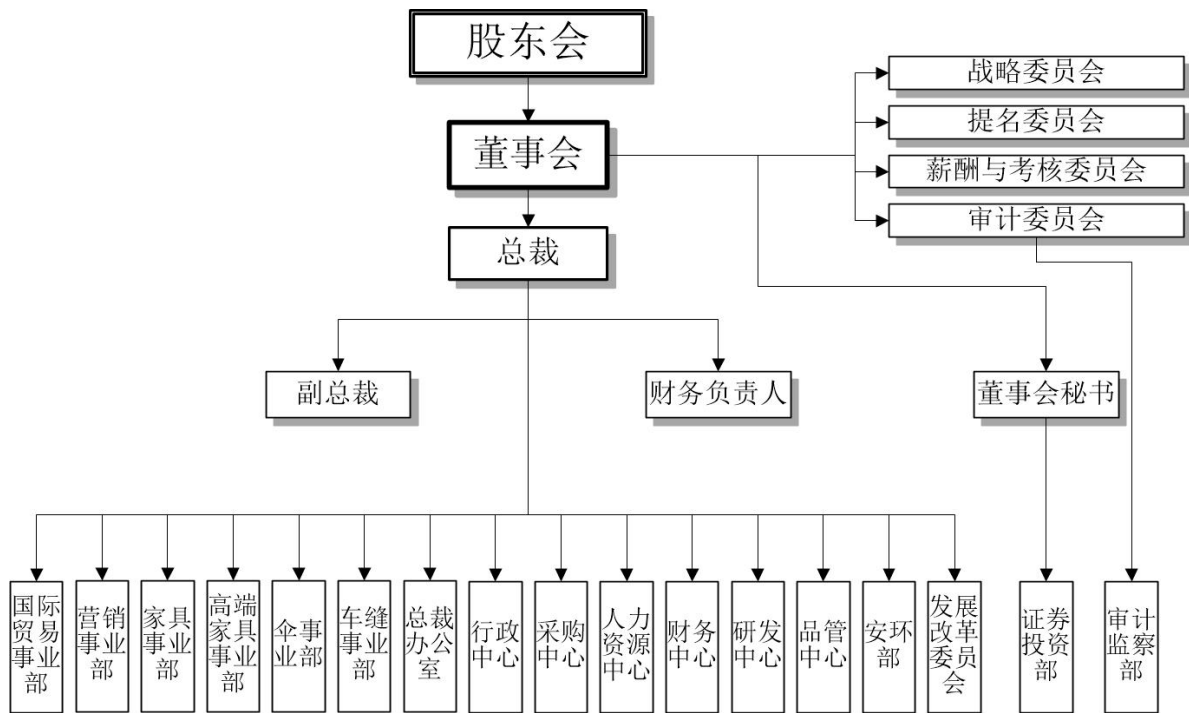 股东会
战略委员会
提名委员会
董事会
薪酬与考核委员会
审计委员会
总裁
副总裁
财务负责人
董事会秘书
国际
贸易
事业
部
营销
事业
部
家具
事业
部
高端
家具
事业
部
伞事
业部
车缝
事业
部
总裁
办公
室
行政
中心
采购
中心
人力
资源
中心
财务
中心
研发
中心
品管
中心
安环
部
发展
改革
委员
会
证券
投资
部
审计
监察
部